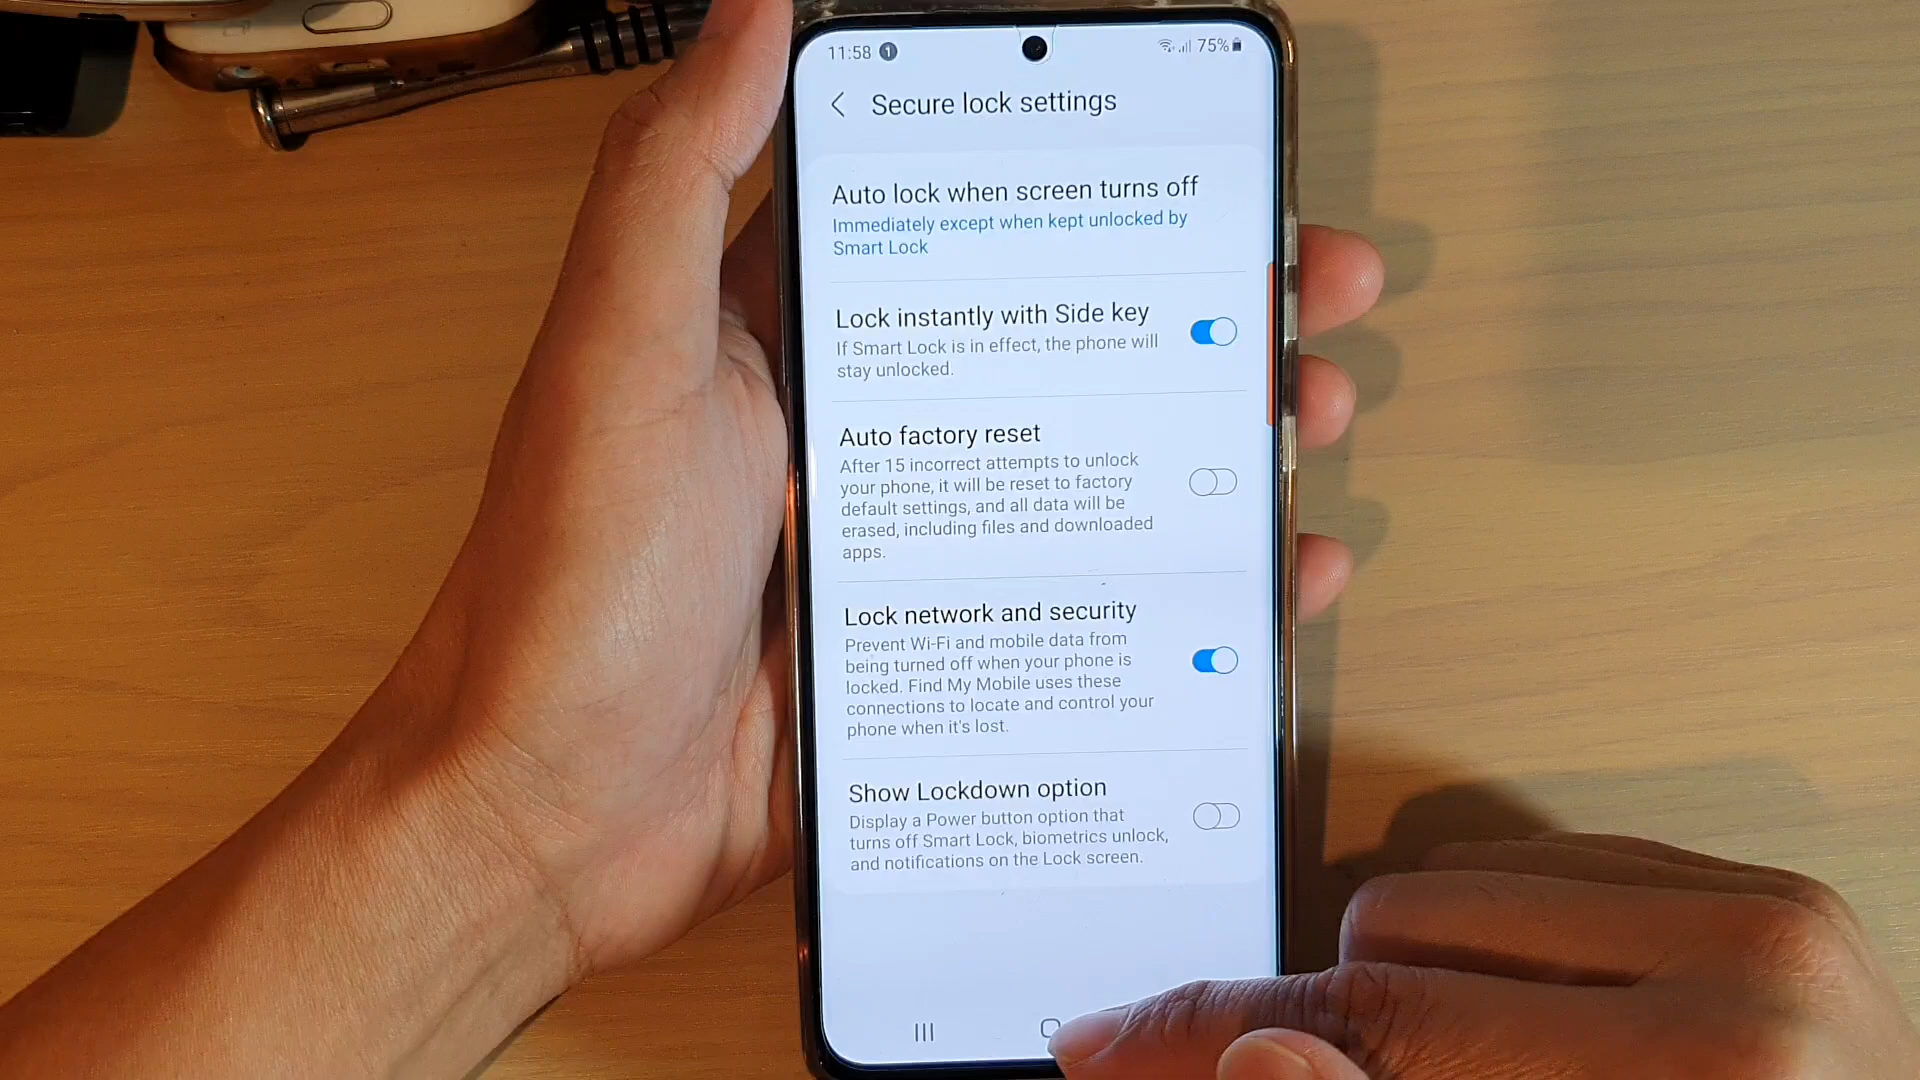 11:58 1 75%
Secure lock settings
Auto lock when screen turns off
Immediately except when kept unlocked by
Smart Lock
Lock instantly with Side key
If Smart Lock is in effect, the phone will
stay unlocked.
Auto factory reset
After 15 incorrect attempts to unlock
your phone, it will be reset to factory
default settings, and all data will be
erased, including files and downloaded
apps.
Lock network and security
Prevent Wi-Fi and mobile data from
being turned off when your phone is
locked. Find My Mobile uses these
connections to locate and control your
phone when it's lost.
Show Lockdown option
Display a Power button option that
turns off Smart Lock, biometrics unlock,
and notifications on the Lock screen.